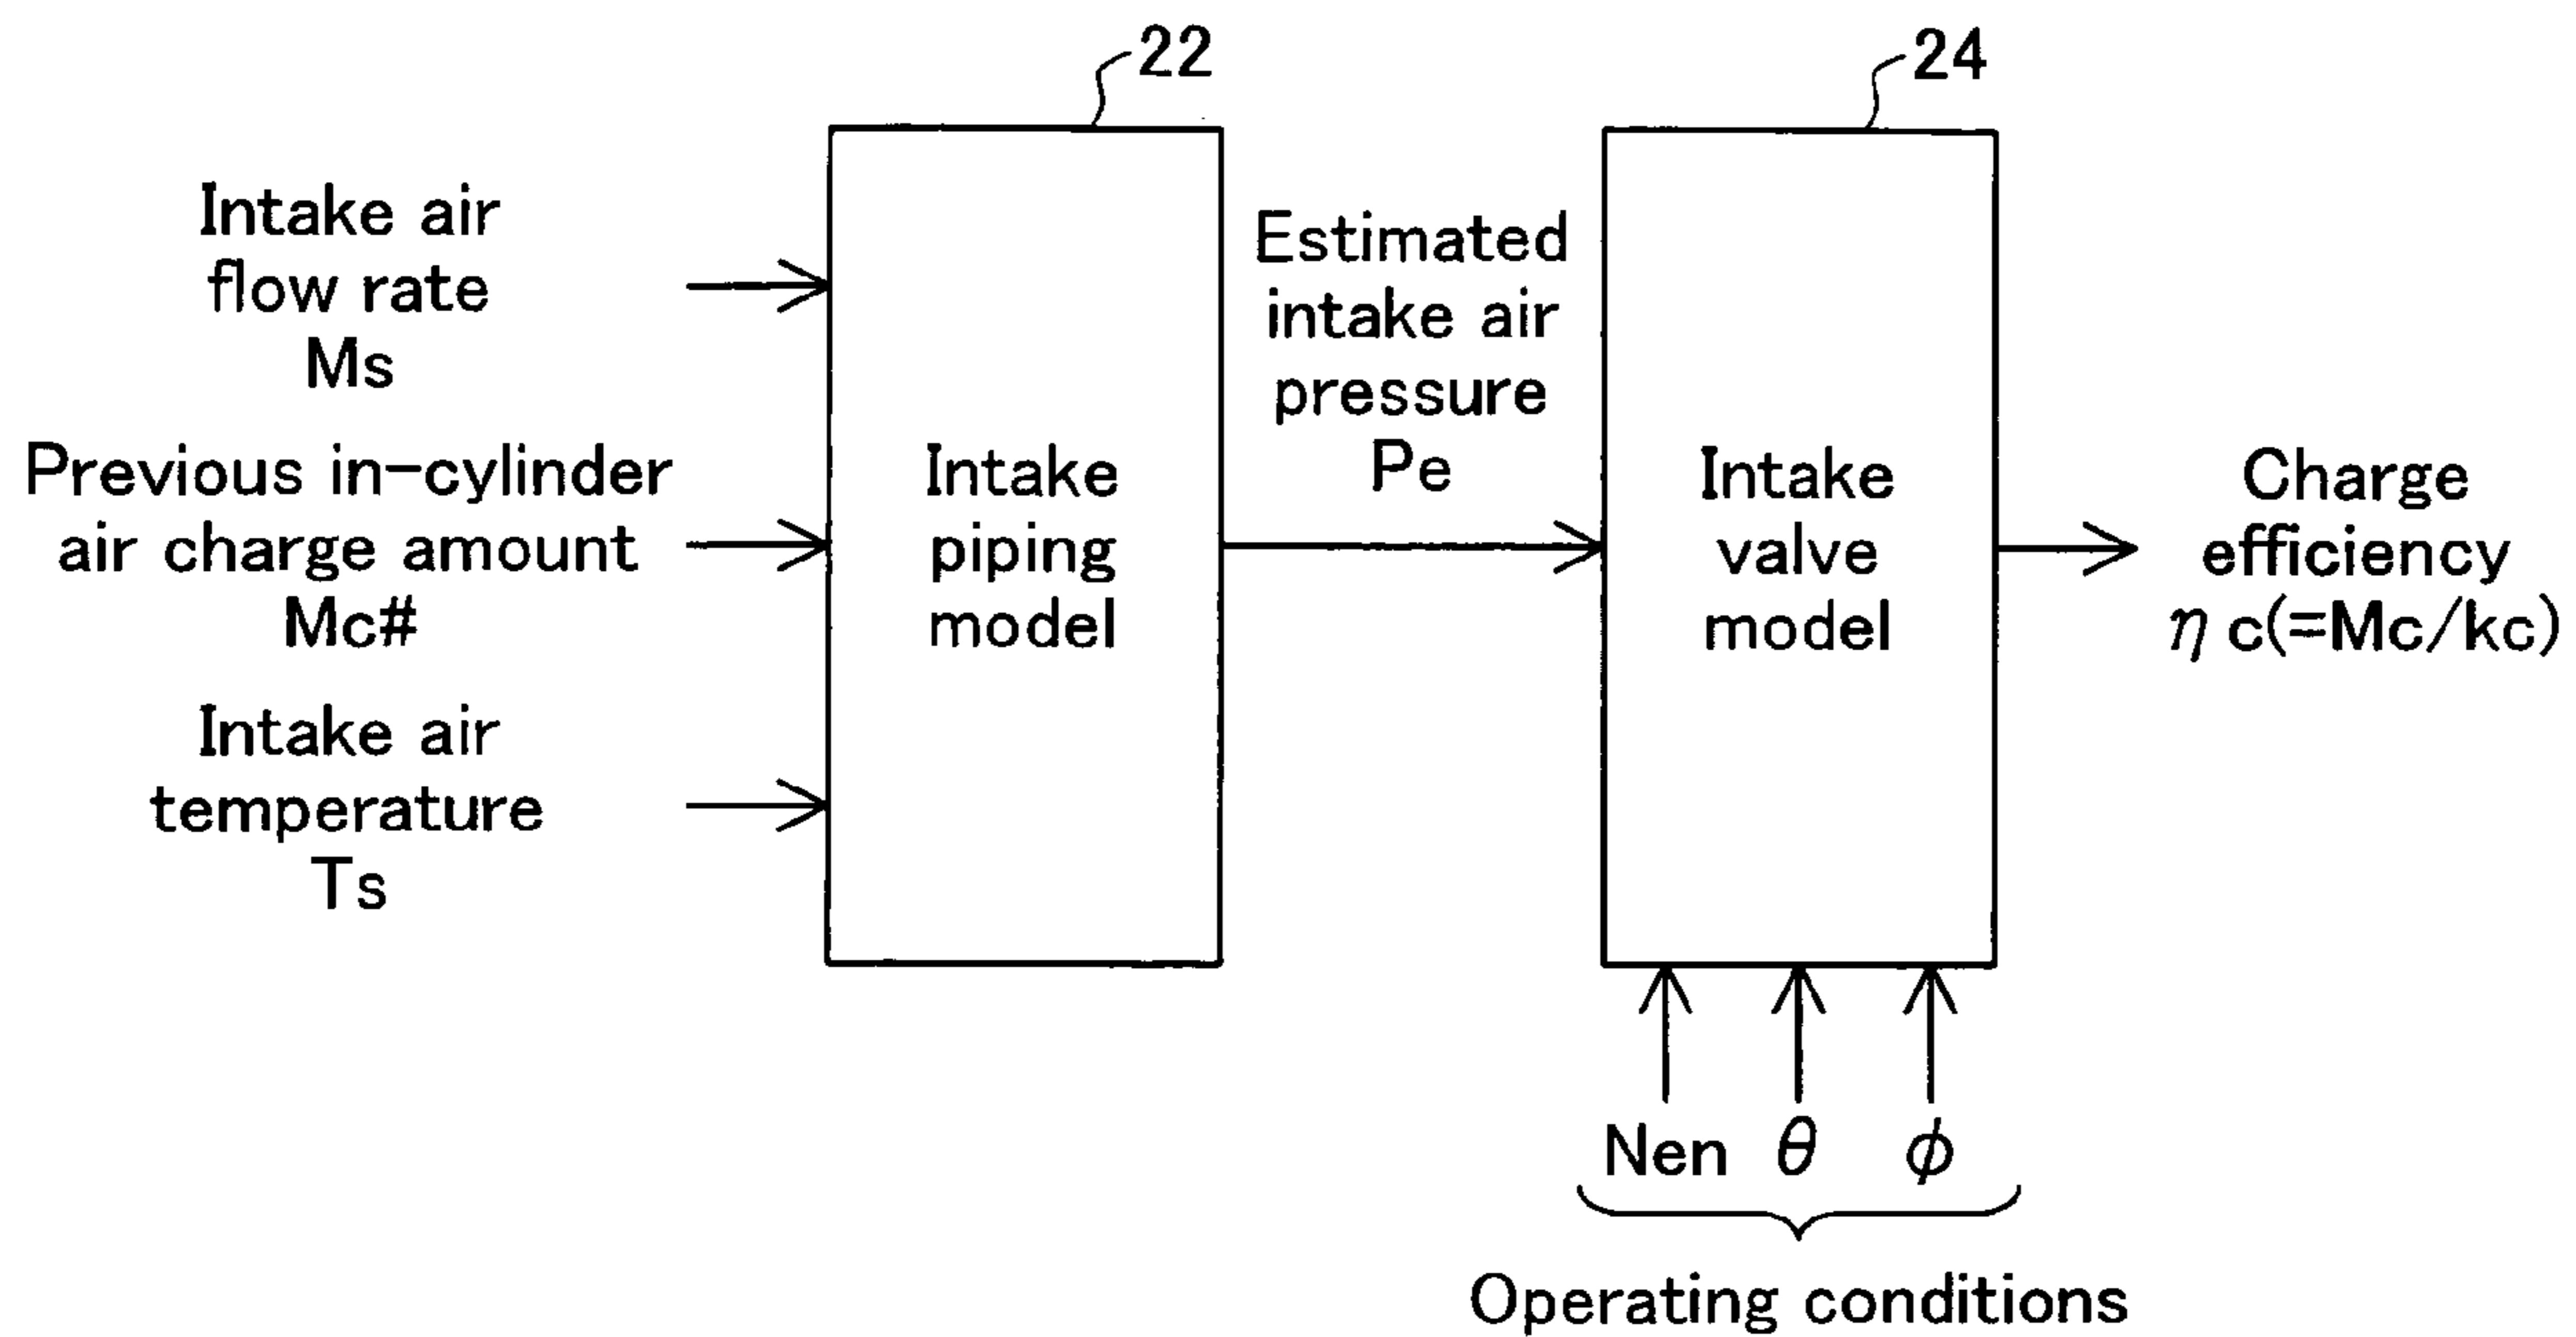 22
24
Intake air
flow rate
Ms
Previous in-cylinder
air charge amount
Mc#
Intake air
temperature
Ts
Intake
piping
model
Estimated
intake air
pressure
Pe
Intake
valve
model
Charge
efficiency
η c(=Mc/kc)
Nen θ ϕ
Operating conditions